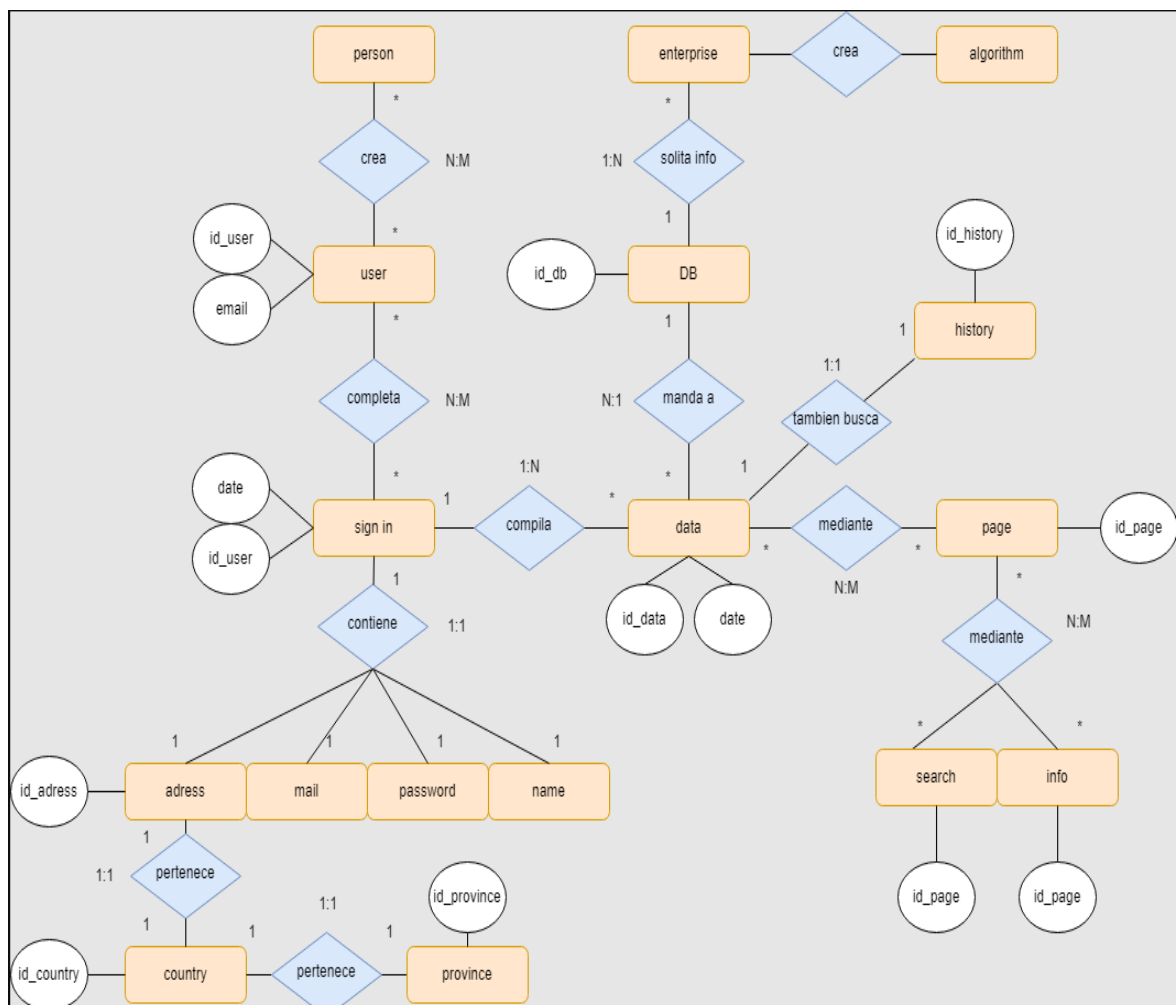 person
enterprise
crea
algorithm
*
*
crea
N:M
1:N
solita info
*
1
id_user
id_history
user
id_db
DB
email
*
1
1
history
1:1
completa
N:M
N:1
manda a
tambien busca
*
*
1
date
1
1:N
*
sign in
compila
data
mediante
page
id_page
id_user
*
*
N:M
1
*
contiene
1:1
id_data
date
N:M
mediante
1
1
1
1
*
*
id_adress
adress
mail
password
name
search
info
1
1:1
pertenece
id_province
id_page
id_page
1:1
1
1
1
id_country
country
pertenece
province